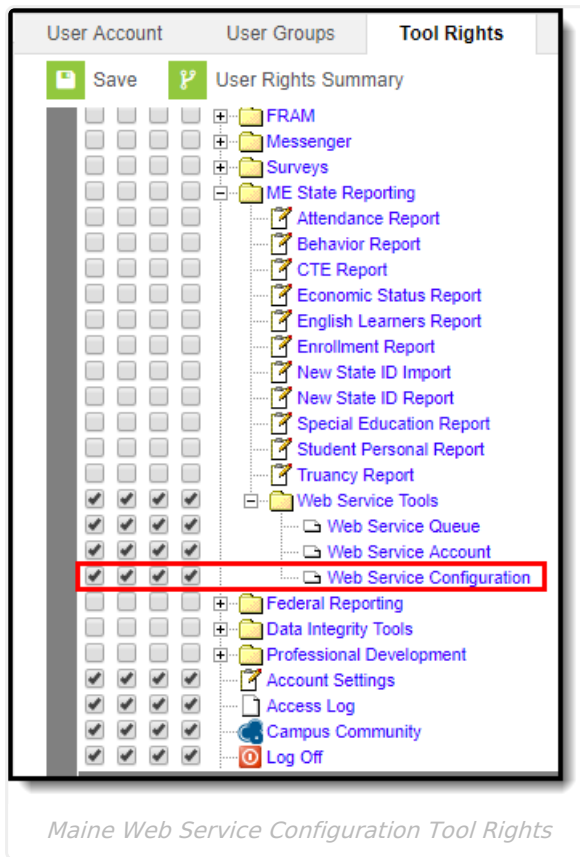 User Account User Groups Tool Rights
Save User Rights Summary
FRAM
Messenger
Surveys
ME State Reporting
Attendance Report
Behavior Report
CTE Report
Economic Status Report
English Learners Report
Enrollment Report
New State ID Import
New State ID Report
Special Education Report
Student Personal Report
Truancy Report
Web Service Tools
Web Service Queue
Web Service Account
Web Service Configuration
Federal Reporting
Data Integrity Tools
Professional Development
Account Settings
Access Log
Campus Community
Log Off
Maine Web Service Configuration Tool Rights